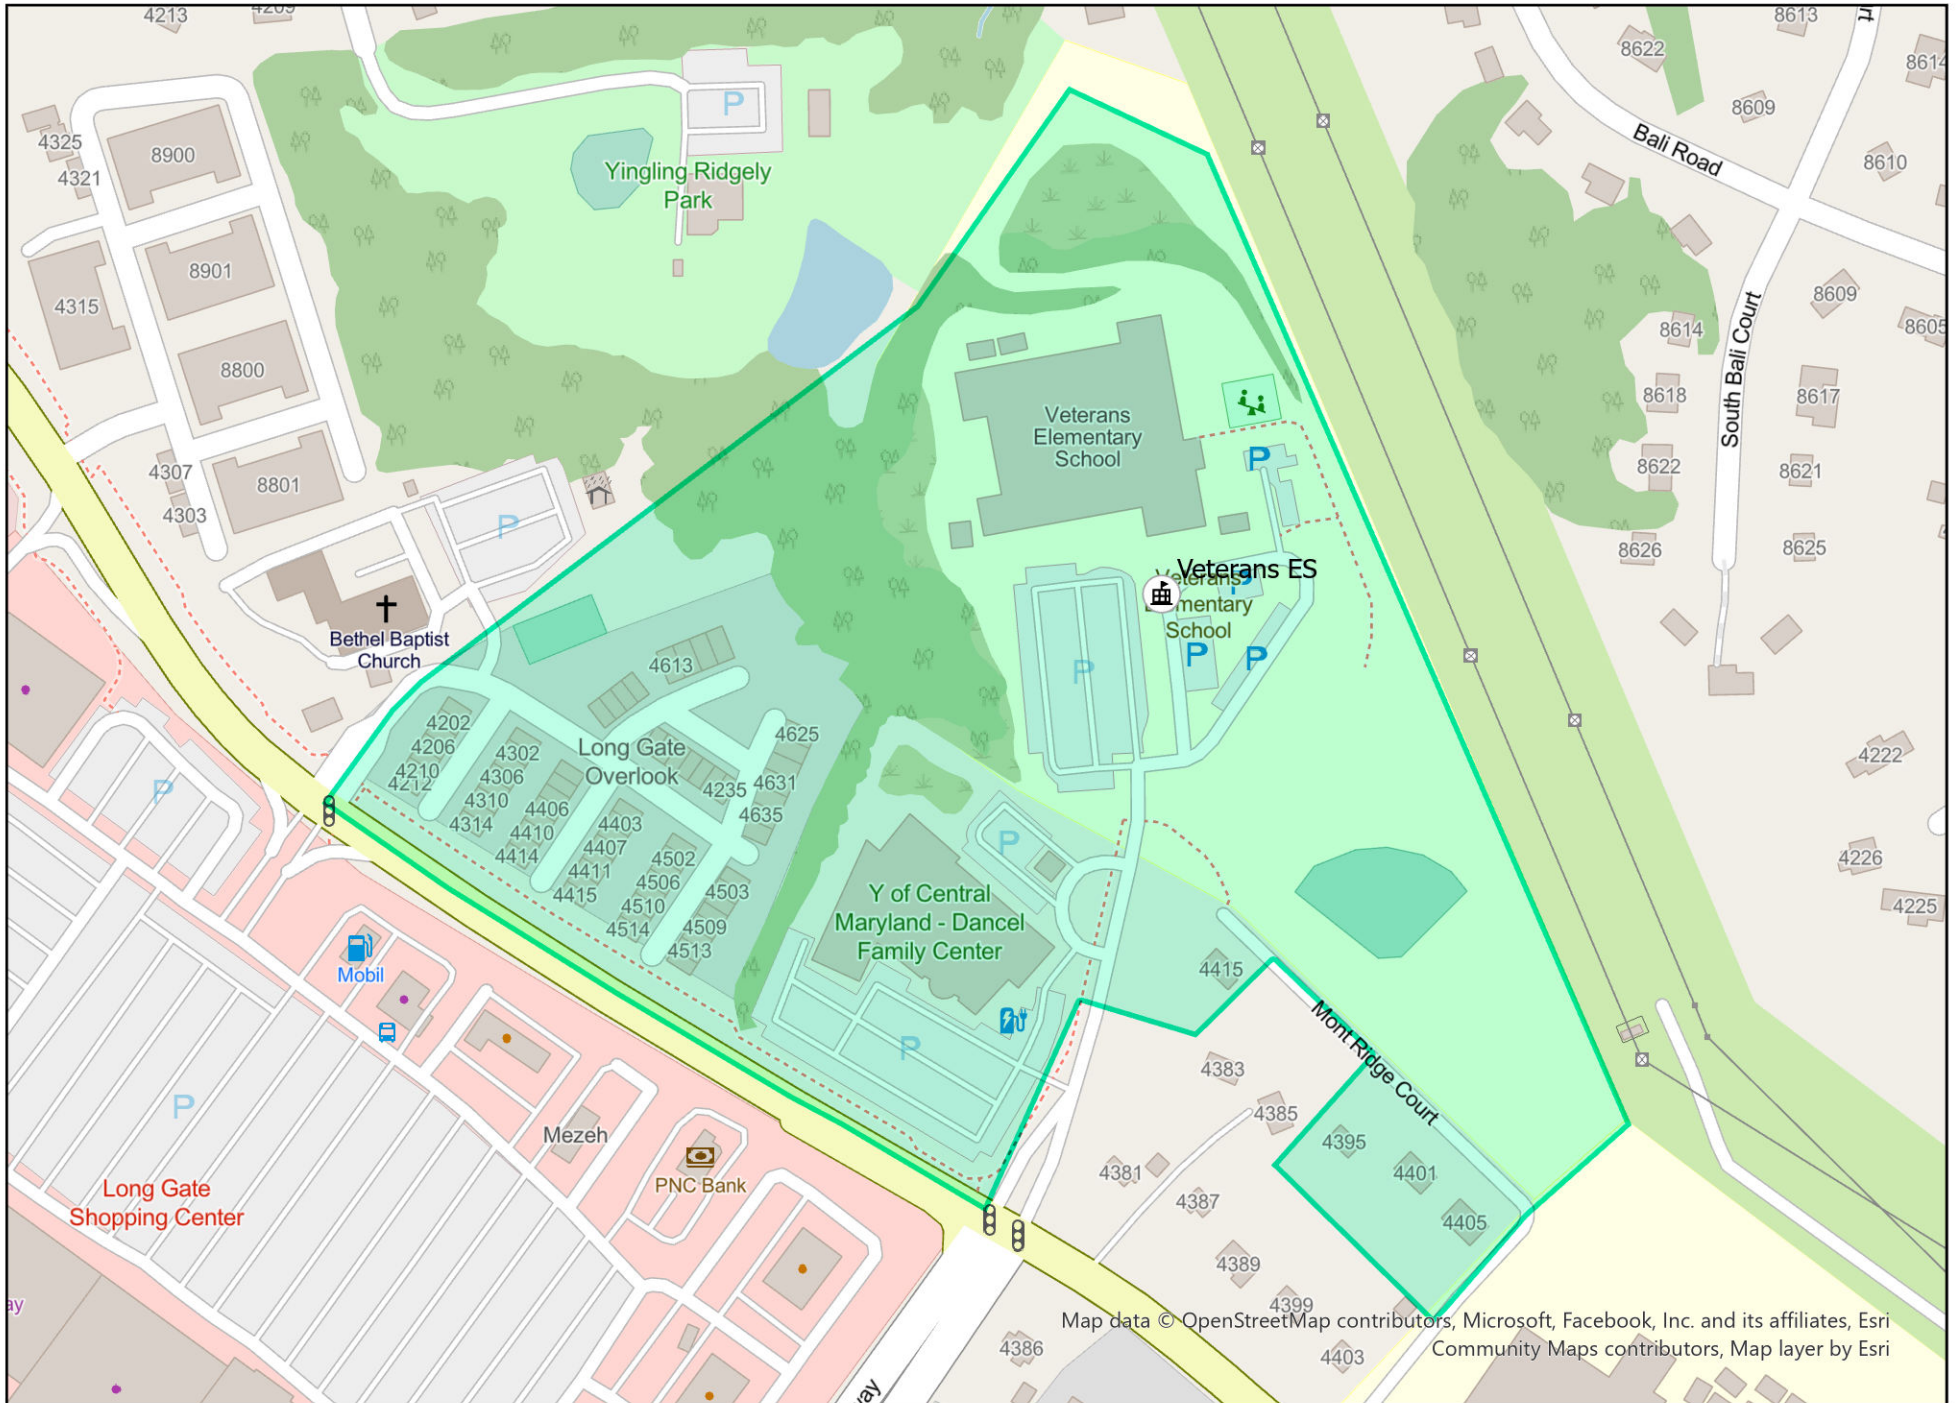 4213
4209
8613
8622
8614
8609
Bali Road
8610
4325
4321
8900
Yingling Ridgely
Park
P
8901
4315
8800
8609
8605
8614
South Bali Court
8618
8617
Veterans
Elementary
School
P
4307
8801
4303
P
8622
8621
8626
8625
Veterans ES
Veterans
Elementary
School
P
P
P
P
Bethel Baptist
Church
4613
4202
4206
4210
4212
4302
4306
4310
4314
Long Gate
Overlook
4625
4631
4235
4635
4406
4410
4414
4403
4407
4411
4415
4502
4506
4510
4514
4503
4509
4513
P
P
4222
4226
4225
Y of Central
Maryland - Dancel
Family Center
P
4415
Mobil
Mont Ridge Court
4383
4385
4395
4401
4405
4381
4387
4389
4399
4403
4386
P
Mezeh
PNC Bank
Long Gate
Shopping Center
ay
way
Map data © OpenStreetMap contributors, Microsoft, Facebook, Inc. and its affiliates, Esri
Community Maps contributors, Map layer by Esri